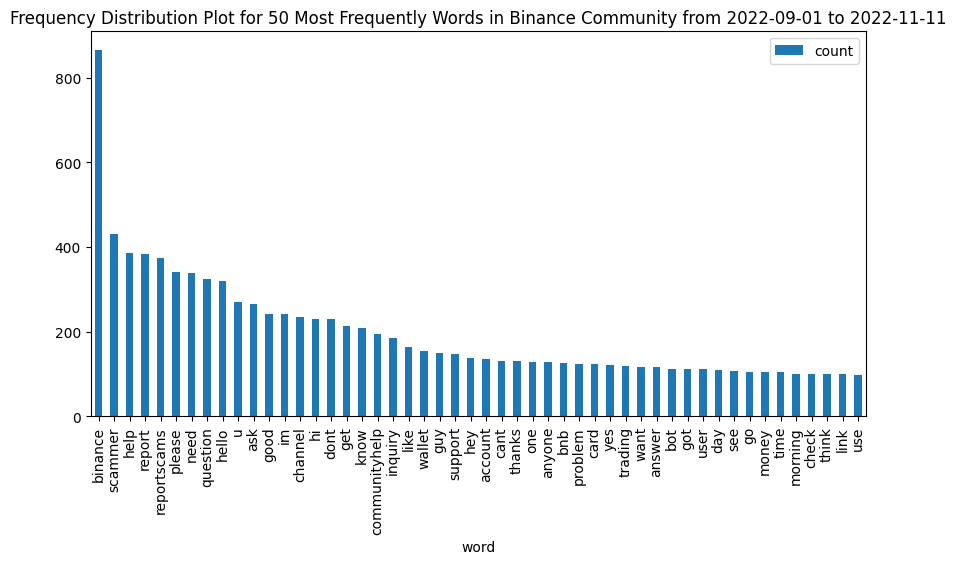 Frequency Distribution Plot for 50 Most Frequently Words in Binance Community from 2022-09-01 to 2022-11-11
count
800
600
400
200
0
binance
scammer
help
report
reportscams
please
need
question
hello
u
ask
good
im
channel
hi
dont
get
know
communityhelp
inquiry
like
wallet
guy
support
hey
account
cant
thanks
one
anyone
bnb
problem
card
yes
trading
want
answer
bot
got
user
day
see
go
money
time
morning
check
think
link
use
word